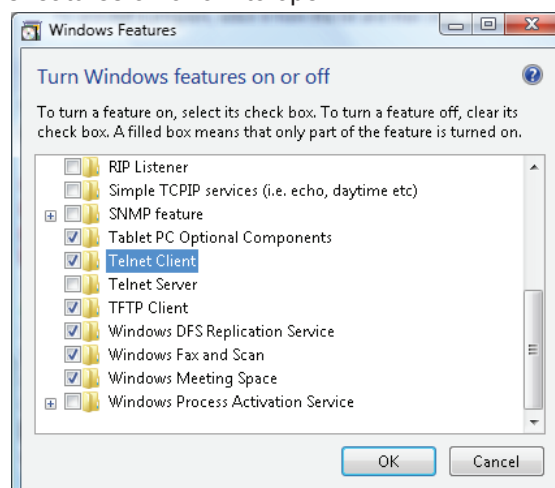 Windows Features
Turn Windows features on or off
To turn a feature on, select its check box. To turn a feature off, clear its
check box. A filled box means that only part of the feature is turned on.
RIP Listener
Simple TCPIP services (i.e. echo, daytime etc)
SNMP feature
Tablet PC Optional Components
Telnet Client
Telnet Server
TFTP Client
Windows DFS Replication Service
Windows Fax and Scan
Windows Meeting Space
Windows Process Activation Service
OK Cancel